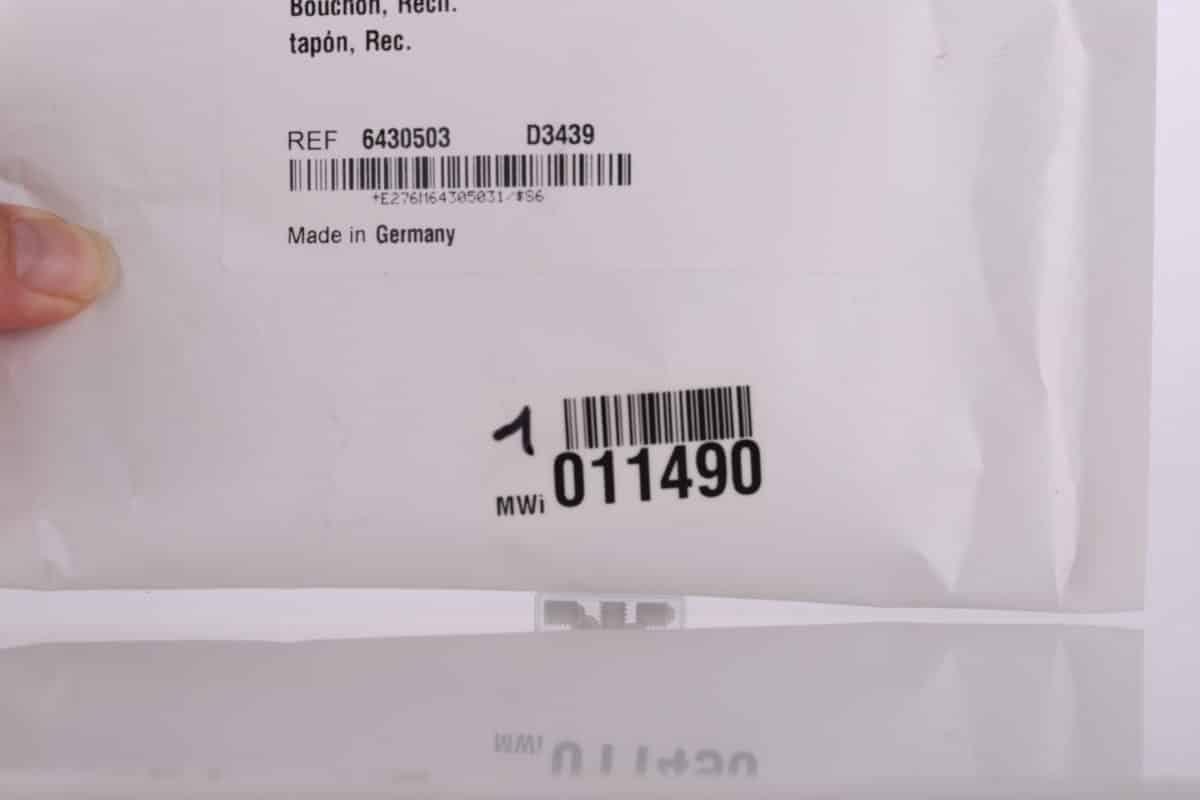 Bouchon, Rech.
tapón, Rec.
REF 6430503 D3439
+E276M64305031/#S6
Made in Germany
1
MWi 011490